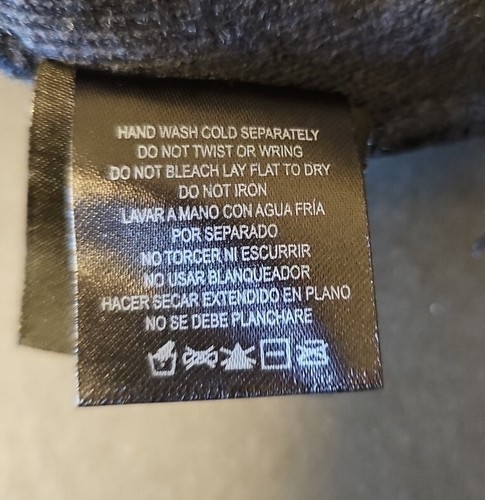 HAND WASH COLD SEPARATELY
DO NOT TWIST OR WRING
DO NOT BLEACH LAY FLAT TO DRY
DO NOT IRON
LAVAR A MANO CON AGUA FRÍA
POR SEPARADO
NO TORCER NI ESCURRIR
NO USAR BLANQUEADOR
HACER SECAR EXTENDIDO EN PLANO
NO SE DEBE PLANCHARE